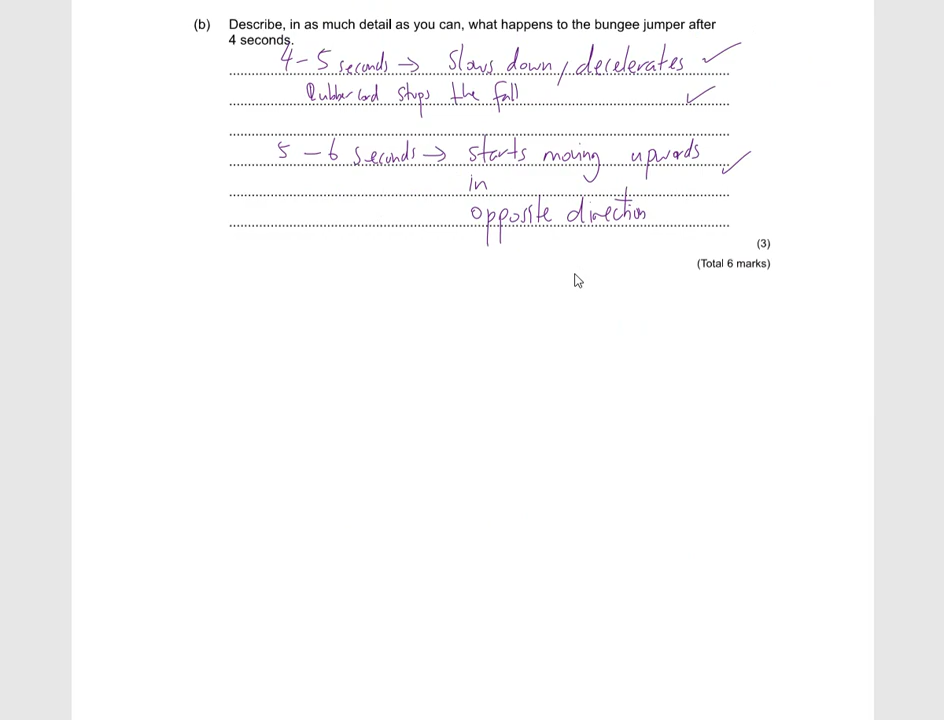 (b) Describe, in as much detail as you can, what happens to the bungee jumper after
4 seconds.
4-5 seconds → Slows down / decelerates ✓
Rubber cord stops the fall ✓
5-6 seconds → starts moving upwards ✓
in
opposite direction
(3)
(Total 6 marks)